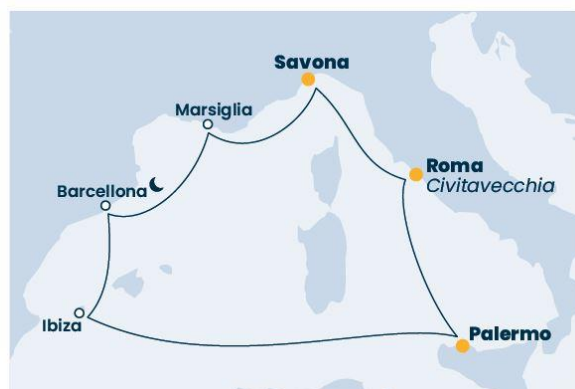 Savona
Marsiglia
Roma
Civitavecchia
Barcellona
Ibiza
Palermo